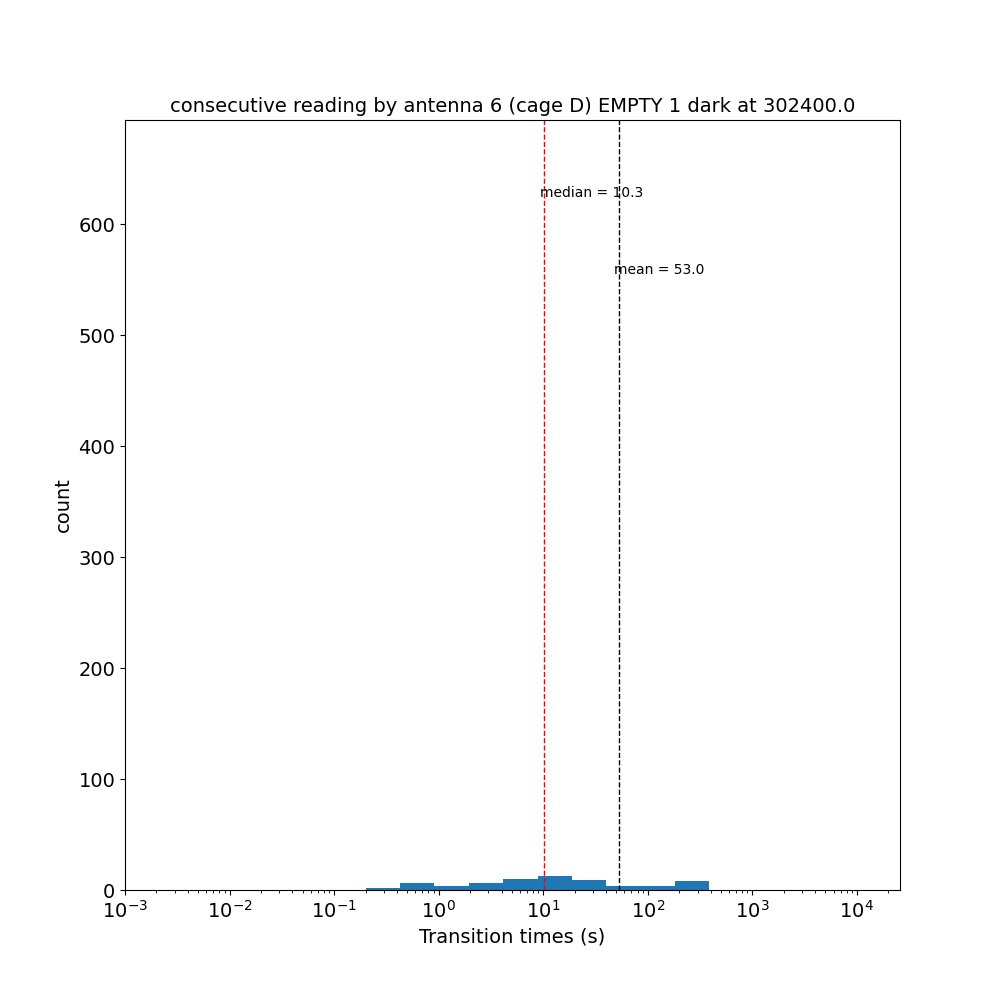 consecutive reading by antenna 6 (cage D) EMPTY 1 dark at 302400.0
median = 10.3
mean = 53.0
600
500
400
300
200
100
0
count
10⁻³ 10⁻² 10⁻¹ 10⁰ 10¹ 10² 10³ 10⁴
Transition times (s)